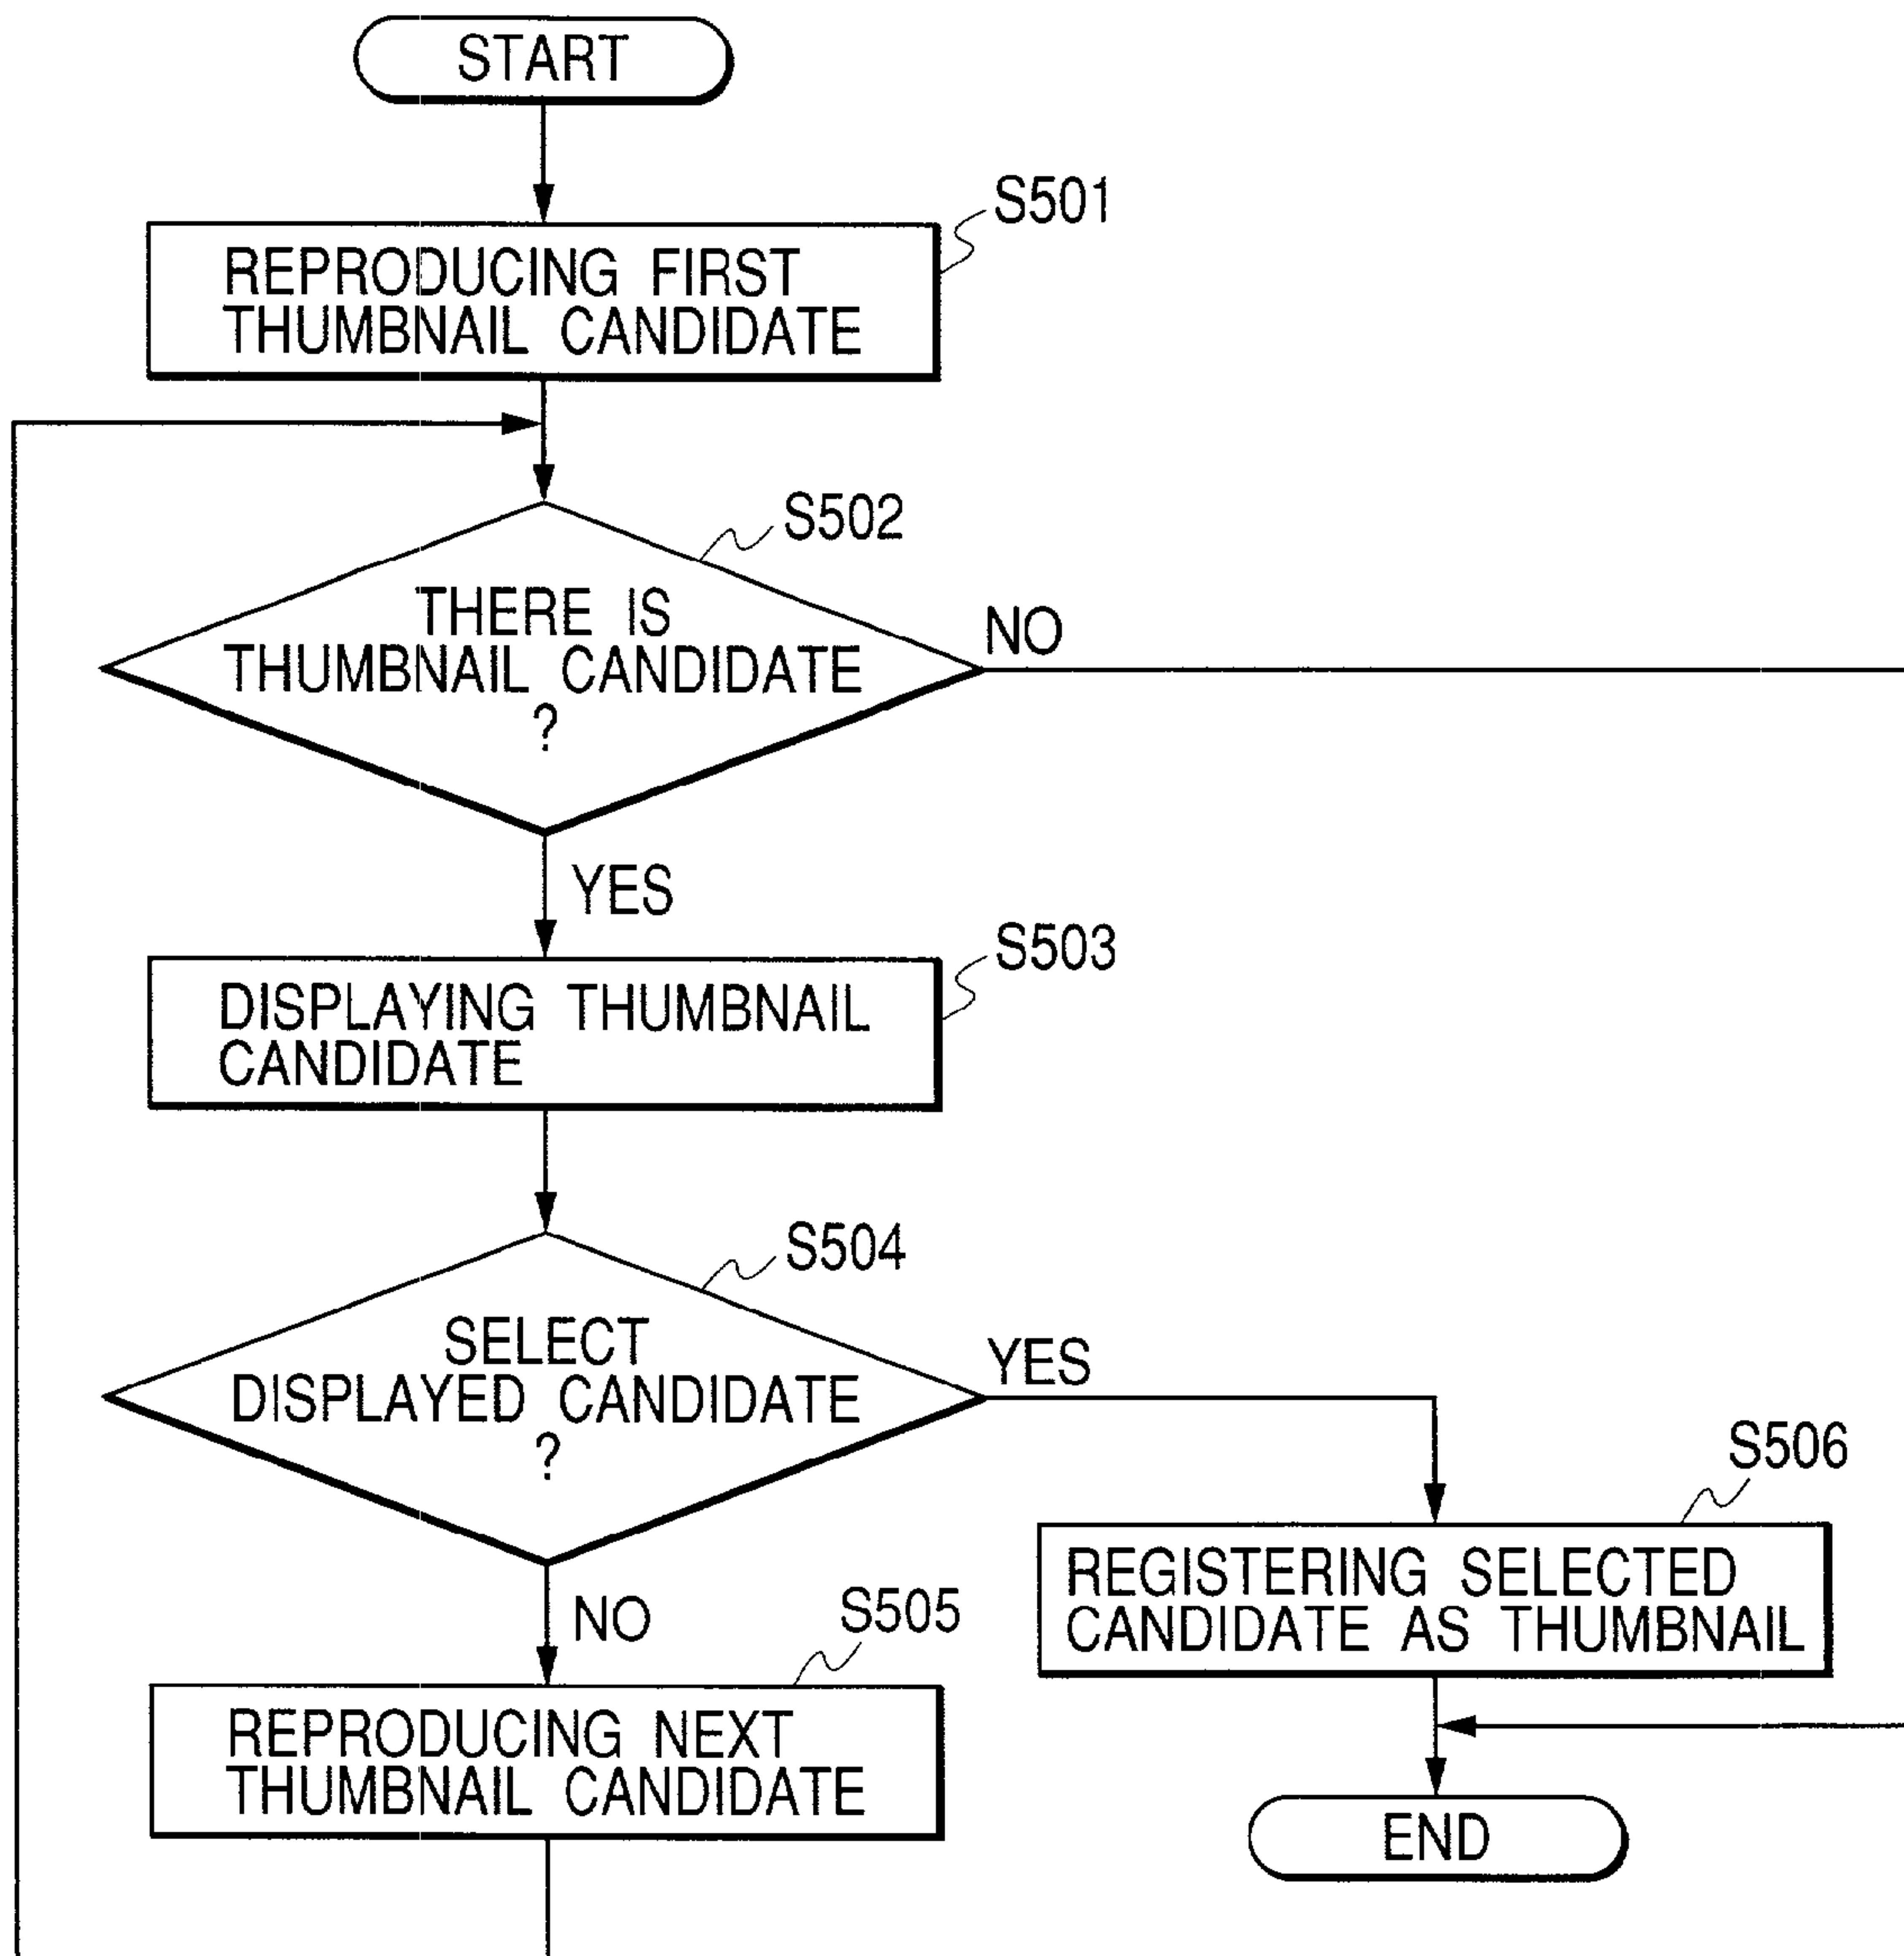 START
S501
REPRODUCING FIRST
THUMBNAIL CANDIDATE
S502
THERE IS
THUMBNAIL CANDIDATE
?
NO
YES
S503
DISPLAYING THUMBNAIL
CANDIDATE
S504
SELECT
DISPLAYED CANDIDATE
?
YES
S506
REGISTERING SELECTED
CANDIDATE AS THUMBNAIL
NO
S505
REPRODUCING NEXT
THUMBNAIL CANDIDATE
END